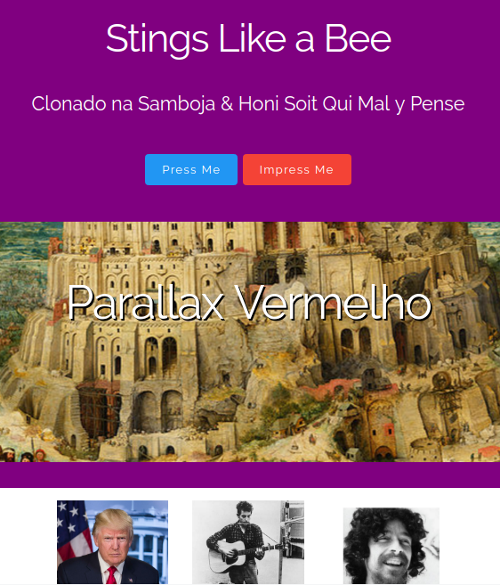 Stings Like a Bee
Clonado na Samboja & Honi Soit Qui Mal y Pense
Press Me Impress Me
Parallax Vermelho